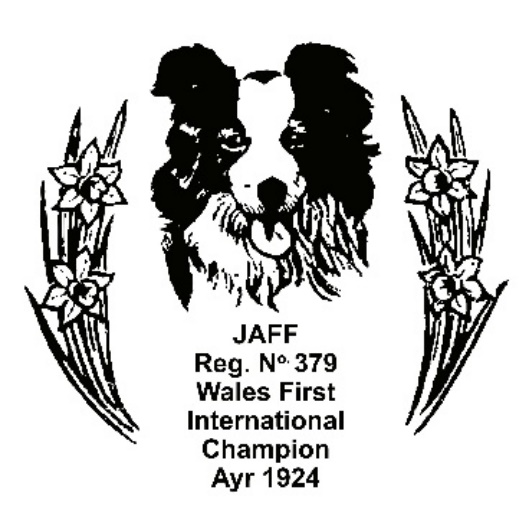 JAFF
Reg. Nº 379
Wales First
International
Champion
Ayr 1924